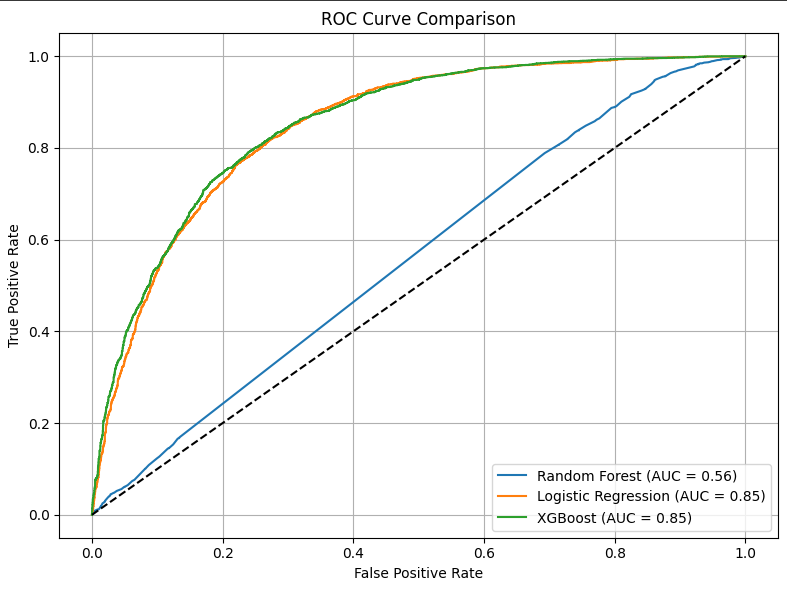 ROC Curve Comparison
True Positive Rate
1.0
0.8
0.6
0.4
0.2
0.0
Random Forest (AUC = 0.56)
Logistic Regression (AUC = 0.85)
XGBoost (AUC = 0.85)
0.0 0.2 0.4 0.6 0.8 1.0
False Positive Rate